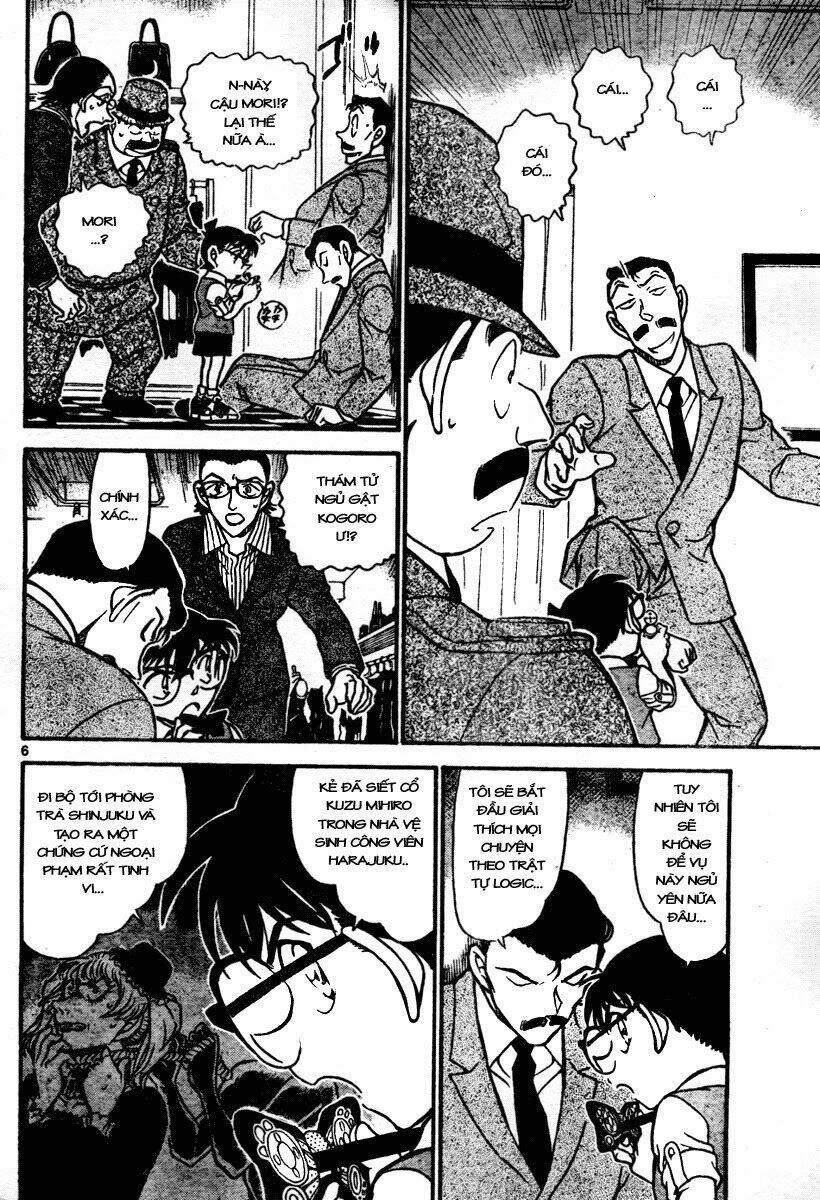 CÁI
...
CÁI...
CÁI
ĐÓ...
N-NÀY,
CẬU MORI!?
LẠI THẾ
NỮA À...
MORI
...?
THÁM TỬ
NGỦ GẬT
KOGORO
Ư!?
CHÍNH
XÁC...
6
TUY
NHIÊN TÔI
SẼ
KHÔNG
ĐỂ VỤ
NÀY NGỦ
YÊN NỮA
ĐÂU...
TÔI SẼ BẮT
ĐẦU GIẢI
THÍCH MỌI
CHUYỆN
THEO TRẬT
TỰ LOGIC...
KẺ ĐÃ SIẾT CỔ
KUZU MIHIRO
TRONG NHÀ VỆ
SINH CÔNG VIÊN
HARAJUKU..
ĐI BỘ TỚI PHÒNG
TRÀ SHINJUKU VÀ
TẠO RA MỘT
CHỨNG CỨ NGOẠI
PHẠM RẤT TINH
VI...